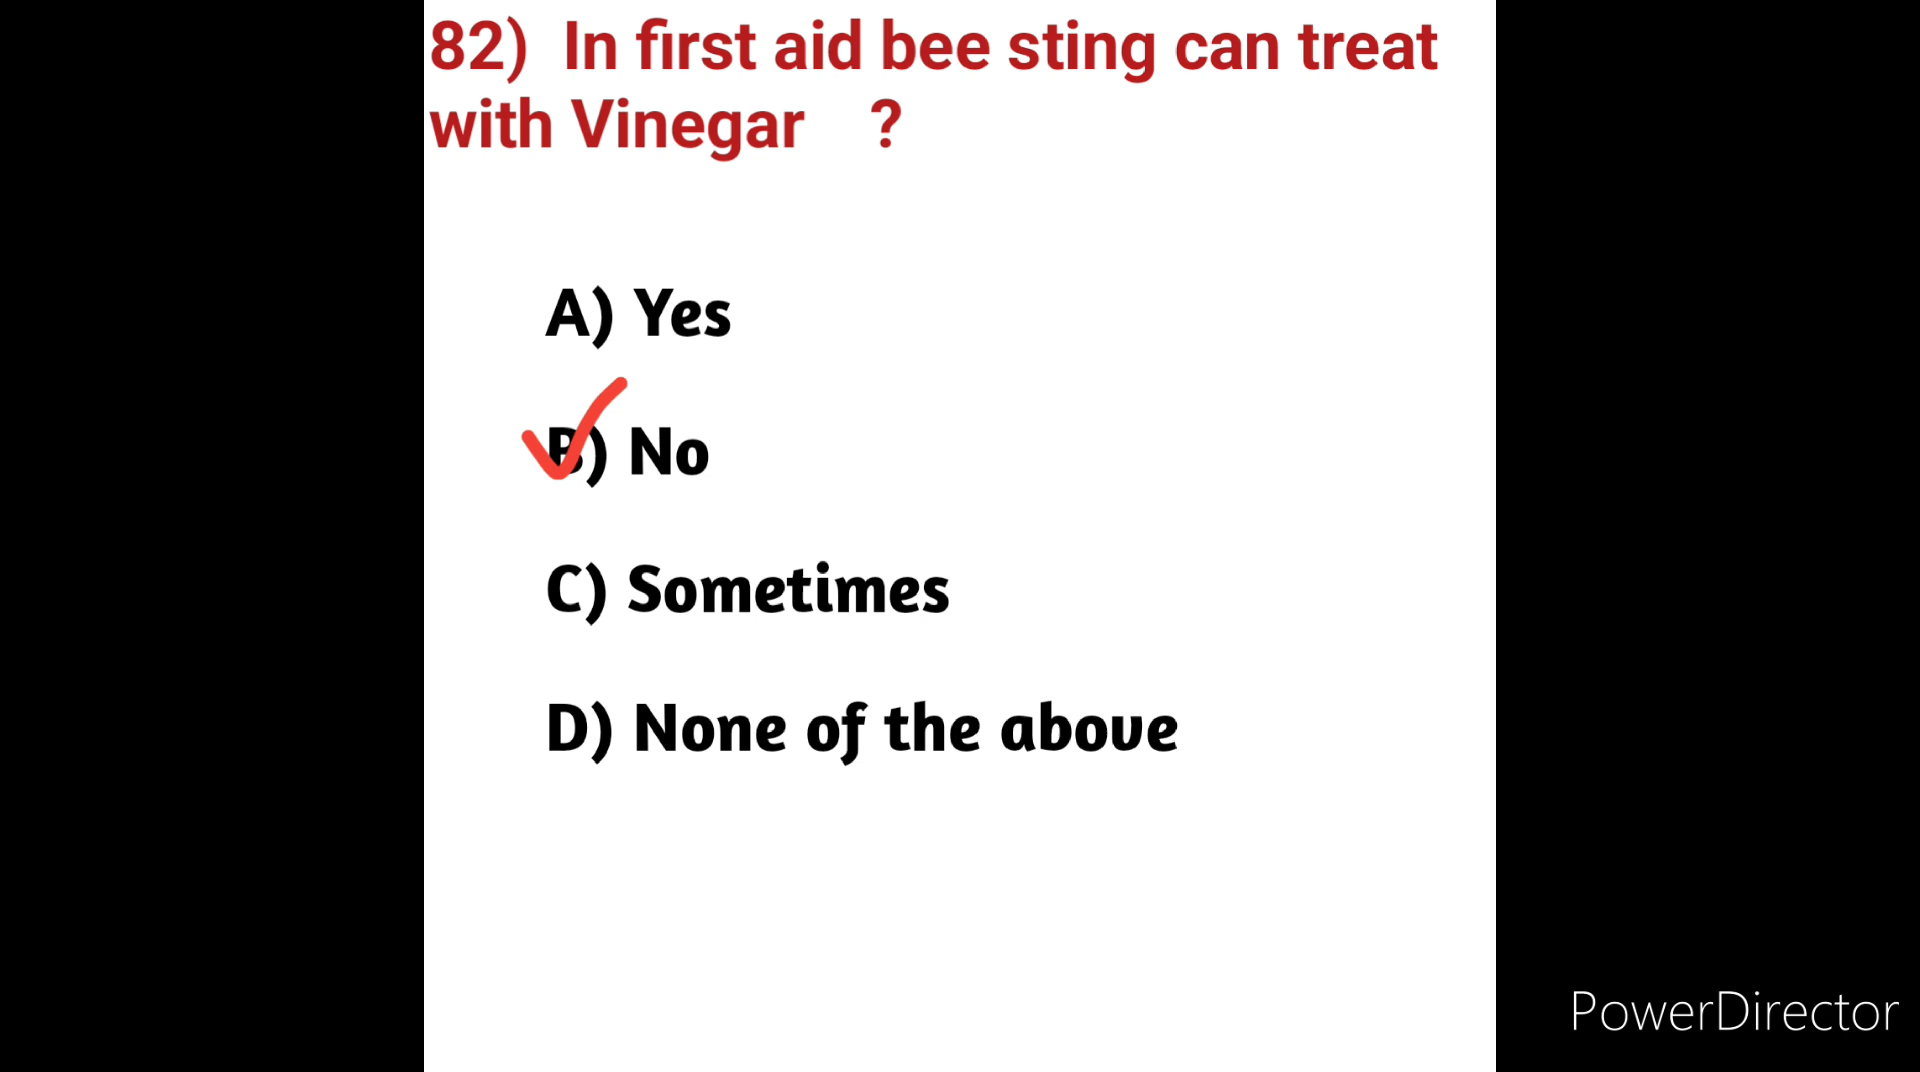 82) In first aid bee sting can treat
with Vinegar ?
A) Yes
B) No
C) Sometimes
D) None of the above
PowerDirector